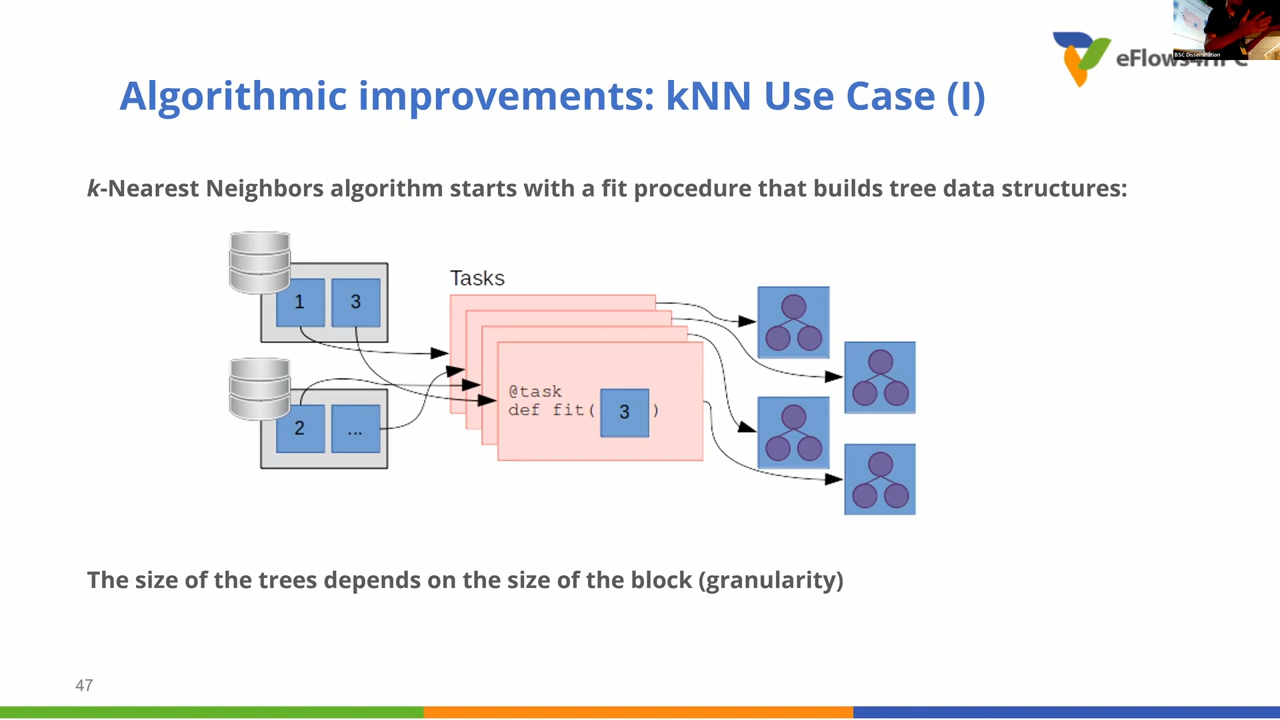 BSC Dissemination
Algorithmic improvements: kNN Use Case (I)
k-Nearest Neighbors algorithm starts with a fit procedure that builds tree data structures:
1 3
Tasks
@task
def fit( 3 )
2 ...
The size of the trees depends on the size of the block (granularity)
47